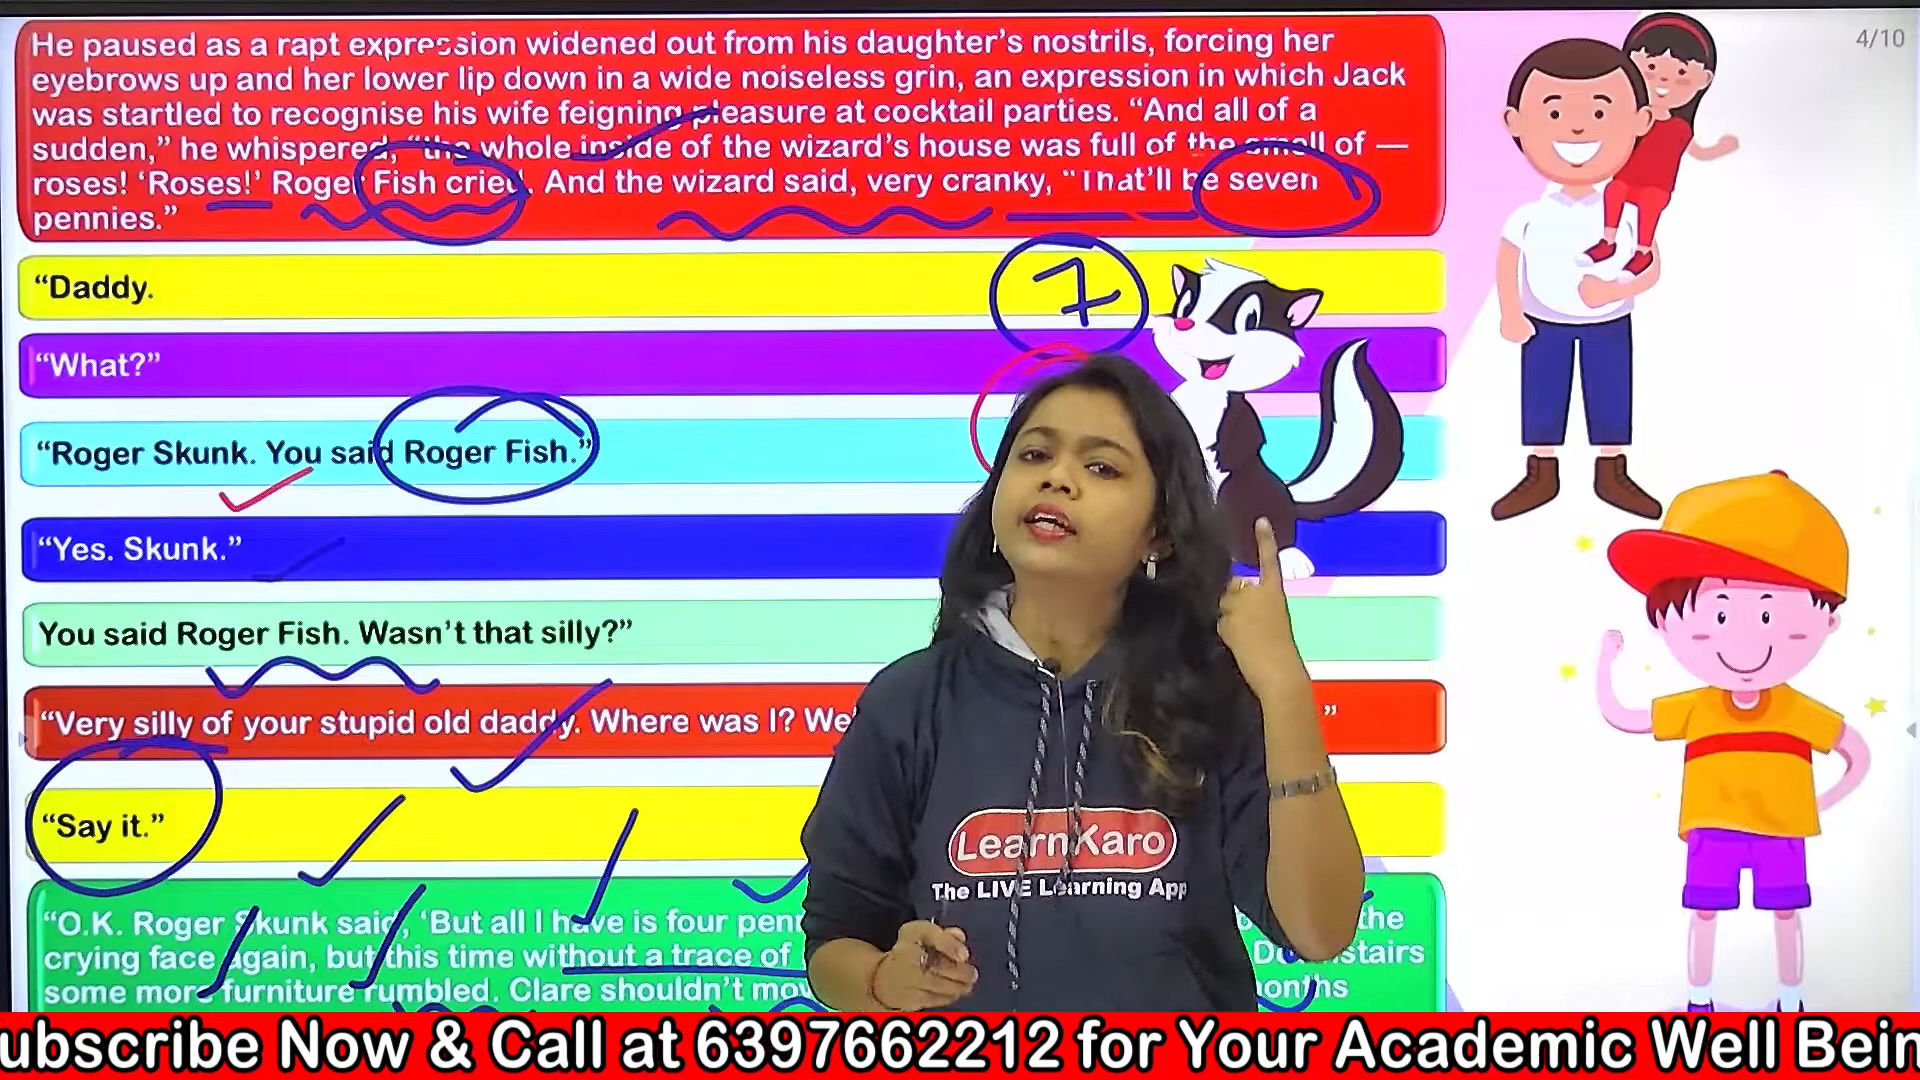 He paused as a rapt expression widened out from his daughter's nostrils, forcing her
eyebrows up and her lower lip down in a wide noiseless grin, an expression in which Jack
was startled to recognise his wife feigning pleasure at cocktail parties. “And all of a
sudden,” he whispered, “the whole inside of the wizard's house was full of the smell of —
roses! ‘Roses!’ Roger Fish cried. And the wizard said, very cranky, “That'll be seven
pennies.”
4/10
“Daddy.
7
“What?”
“Roger Skunk. You said Roger Fish.”
“Yes. Skunk.”
You said Roger Fish. Wasn't that silly?”
“Very silly of your stupid old daddy. Where was I? We ”
“Say it.”
“O.K. Roger Skunk said, ‘But all I have is four the
crying face again, but this time without a trace of Downstairs
some more furniture rumbled. Clare shouldn't months
LearnKaro
The LIVE Learning App
ubscribe Now & Call at 6397662212 for Your Academic Well Bein